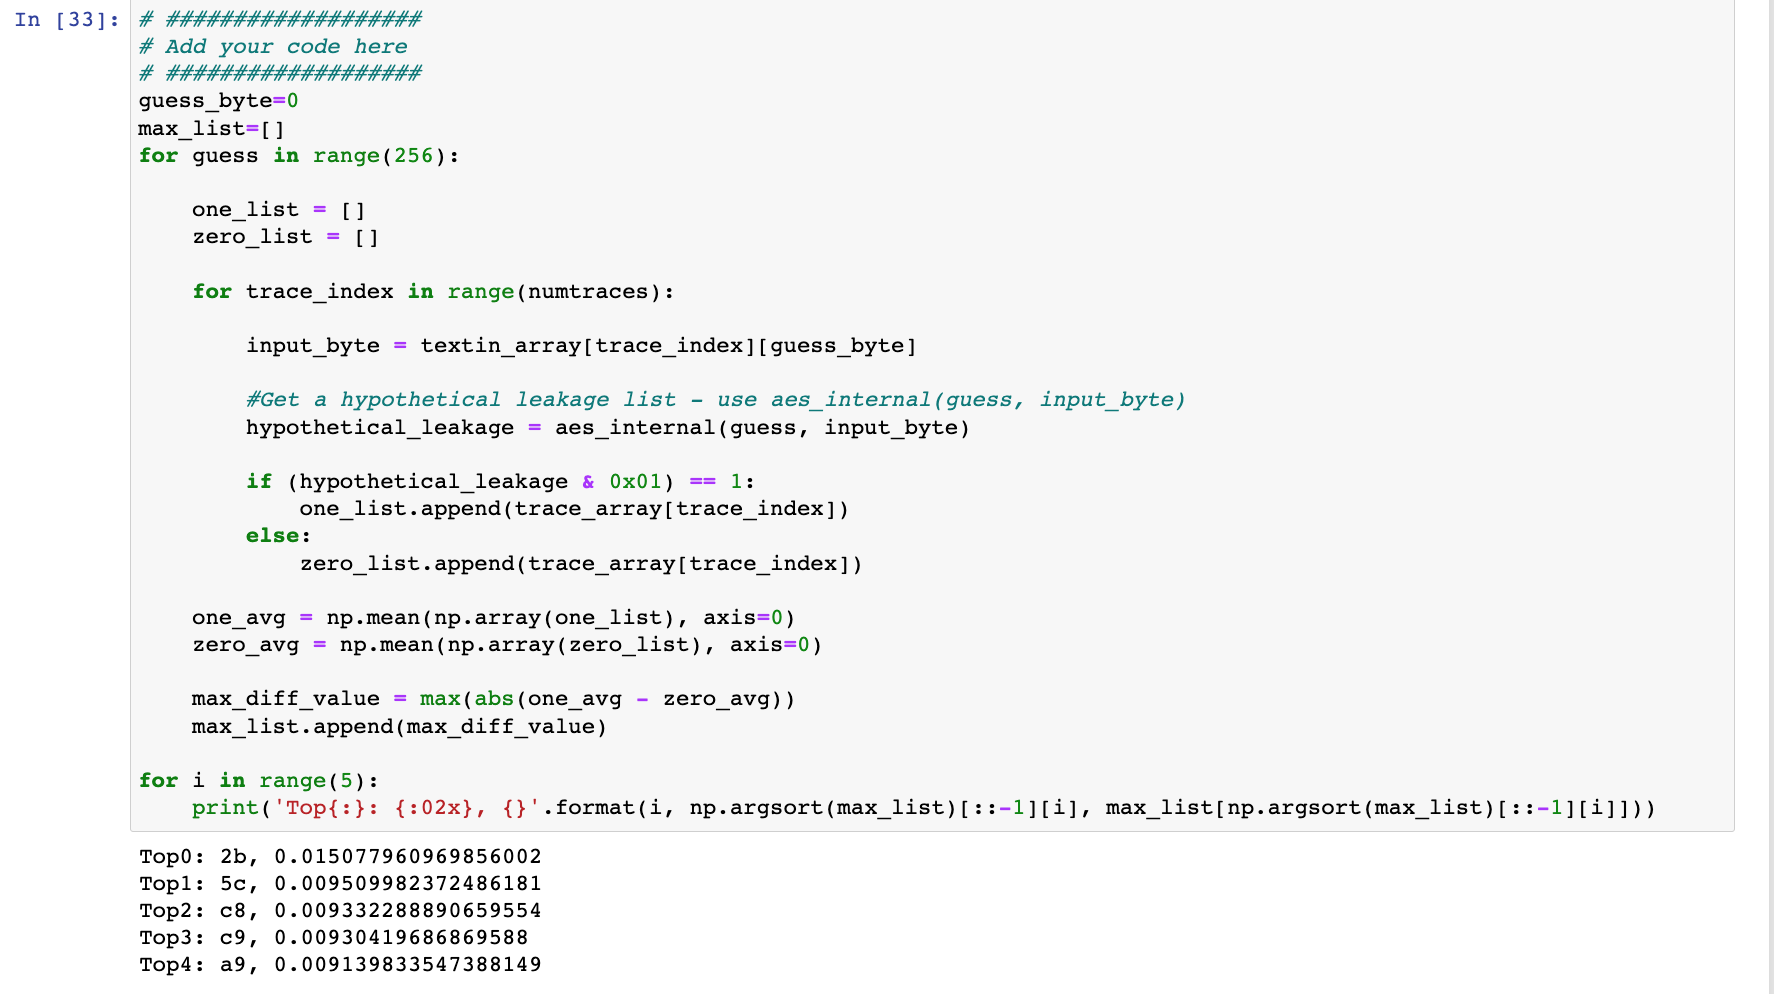 In [33]:
# ###################
# Add your code here
# ###################
guess_byte=0
max_list=[]
for guess in range(256):
    one_list = []
    zero_list = []
    for trace_index in range(numtraces):
        input_byte = textin_array[trace_index][guess_byte]
        #Get a hypothetical leakage list - use aes_internal(guess, input_byte)
        hypothetical_leakage = aes_internal(guess, input_byte)
        if (hypothetical_leakage & 0x01) == 1:
            one_list.append(trace_array[trace_index])
        else:
            zero_list.append(trace_array[trace_index])
    one_avg = np.mean(np.array(one_list), axis=0)
    zero_avg = np.mean(np.array(zero_list), axis=0)
    max_diff_value = max(abs(one_avg - zero_avg))
    max_list.append(max_diff_value)
for i in range(5):
    print('Top{:}: {:02x}, {}'.format(i, np.argsort(max_list)[::-1][i], max_list[np.argsort(max_list)[::-1][i]]))
Top0: 2b, 0.015077960969856002
Top1: 5c, 0.009509982372486181
Top2: c8, 0.009332288890659554
Top3: c9, 0.00930419686869588
Top4: a9, 0.009139833547388149